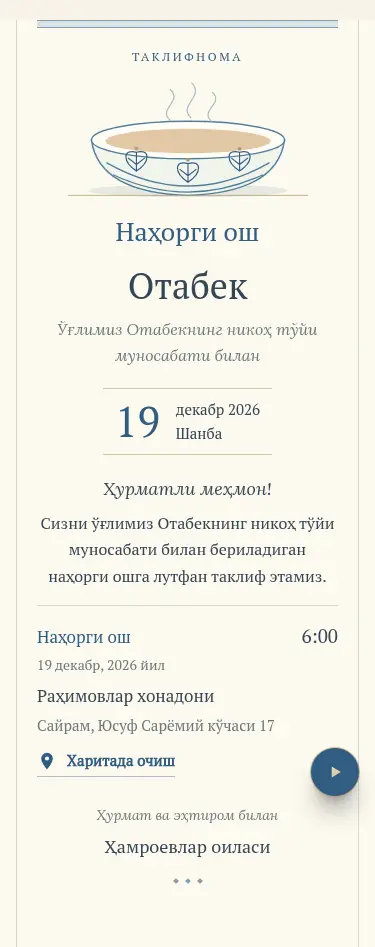 ТАКЛИФНОМА
Наҳорги ош
Отабек
Ўғлимиз Отабекнинг никоҳ тўйи
муносабати билан
19
декабр 2026
Шанба
Ҳурматли меҳмон!
Сизни ўғлимиз Отабекнинг никоҳ тўйи
муносабати билан бериладиган
наҳорги ошга лутфан таклиф этамиз.
Наҳорги ош
6:00
19 декабр, 2026 йил
Раҳимовлар хонадони
Сайрам, Юсуф Сарёмий кўчаси 17
Харитада очиш
Ҳурмат ва эҳтиром билан
Ҳамроевлар оиласи